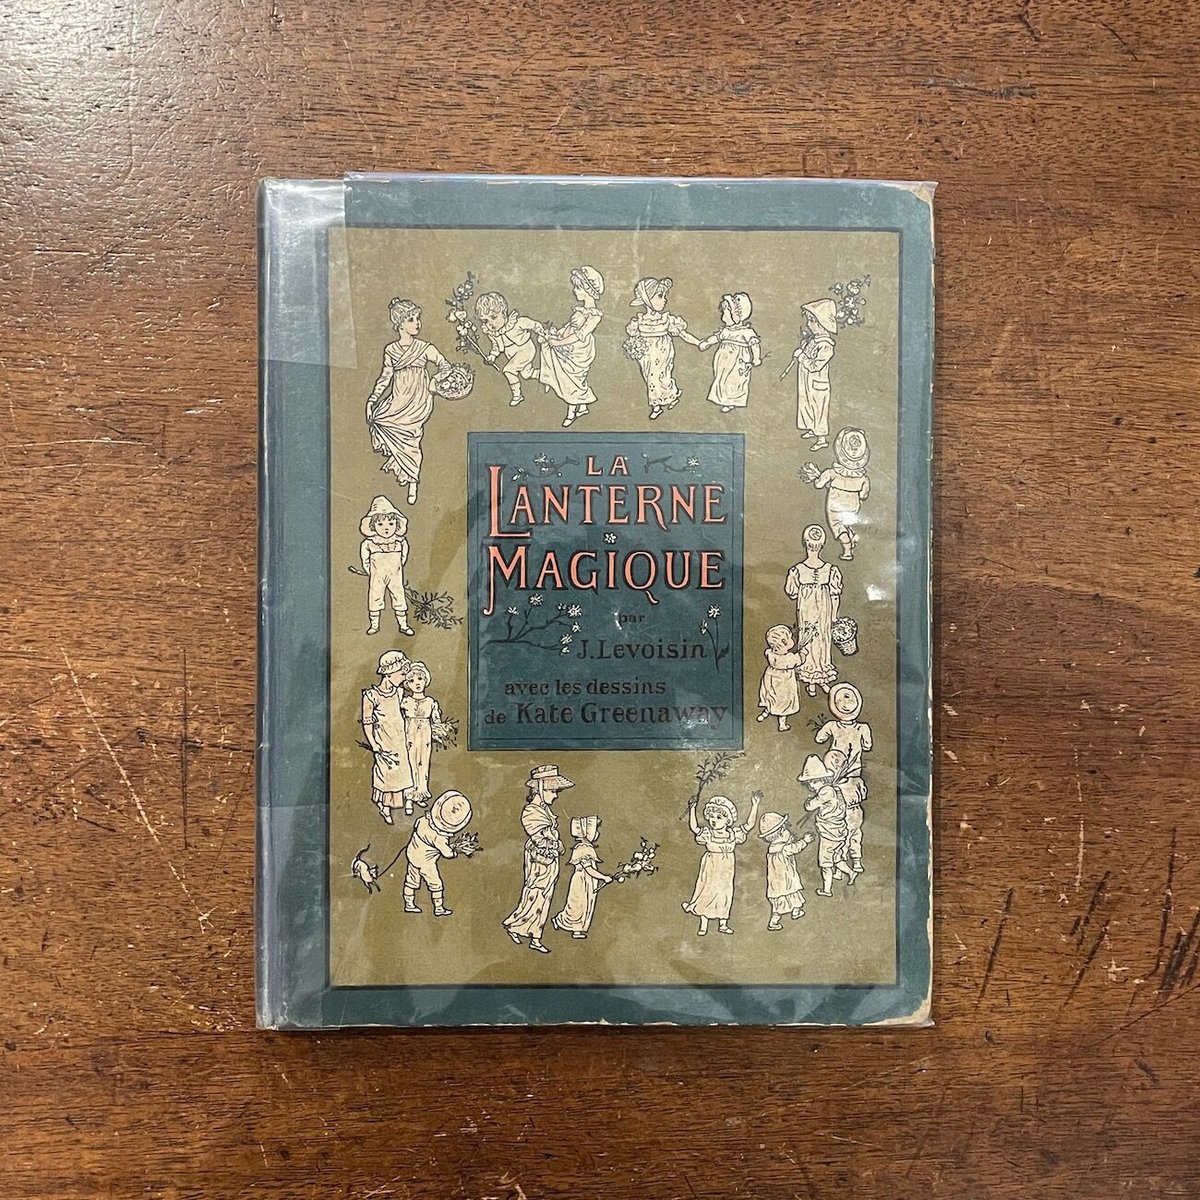 LA
LANTERNE
MAGIQUE
par
J. Levoisin
avec les dessins
de Kate Greenaway